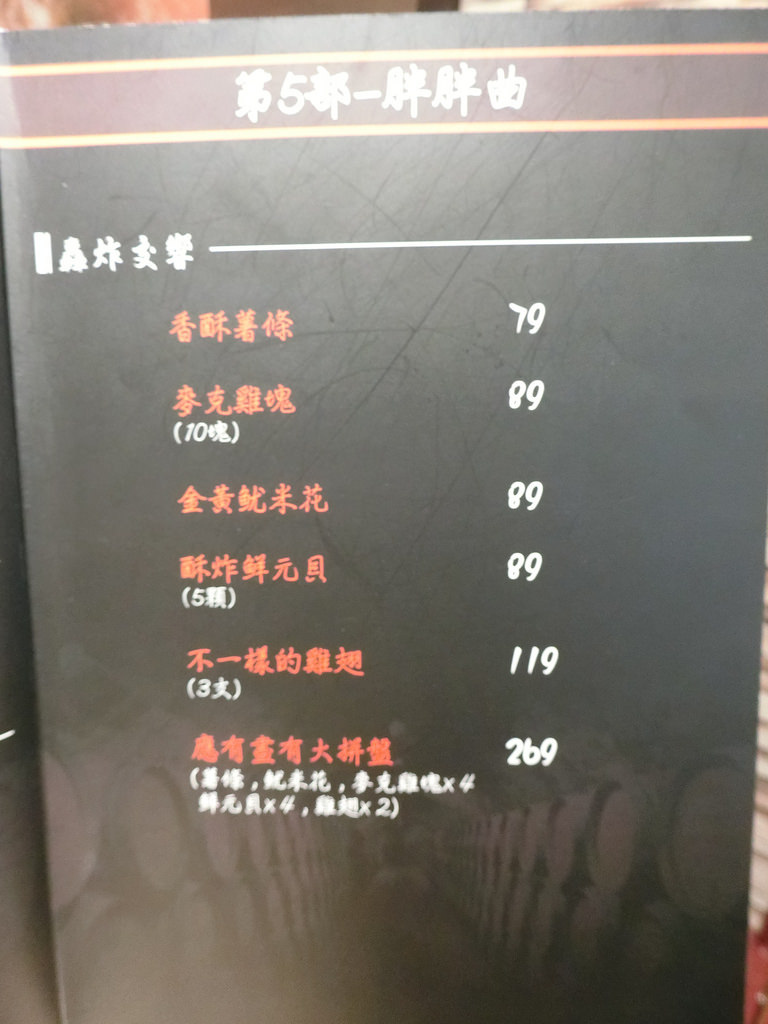 第5部-胖胖曲
轟炸交響
香酥薯條 79
麥克雞塊 89
(10塊)
金黃魷米花 89
酥炸鮮元貝 89
(5顆)
不一樣的雞翅 119
(3支)
應有盡有大拼盤 269
(薯條,魷米花,麥克雞塊x4
鮮元貝x4,雞翅x2)